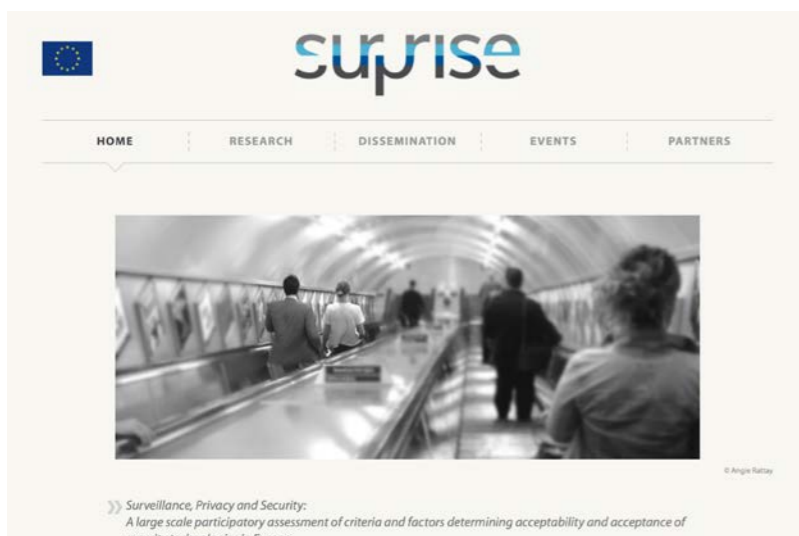 surprise
HOME
RESEARCH
DISSEMINATION
EVENTS
PARTNERS
© Angie Rattay
Surveillance, Privacy and Security:
A large scale participatory assessment of criteria and factors determining acceptability and acceptance of